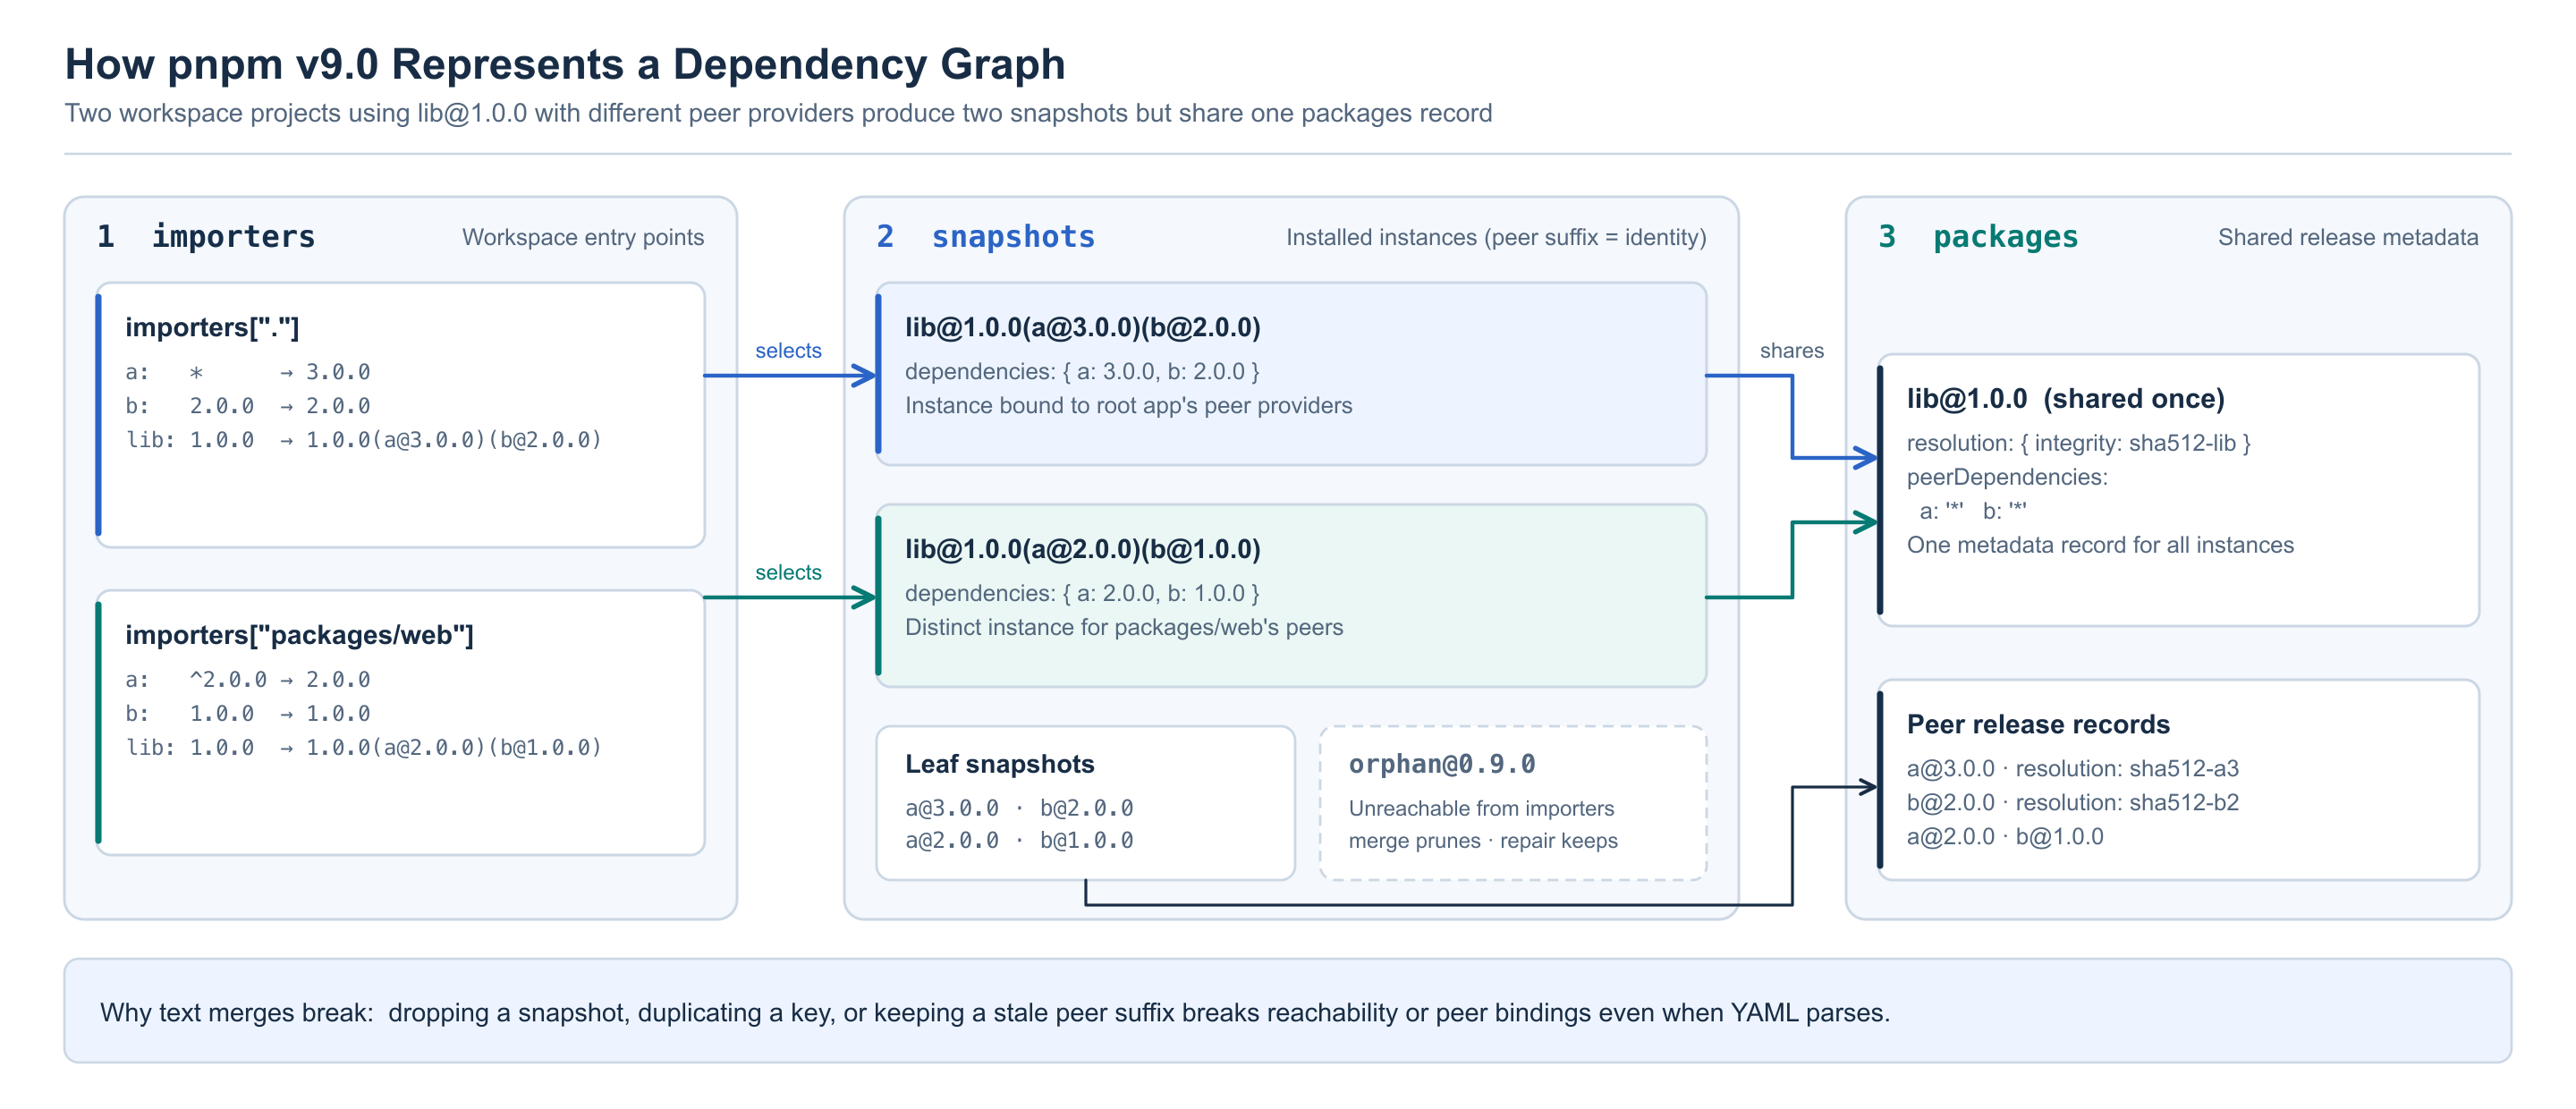 How pnpm v9.0 Represents a Dependency Graph
Two workspace projects using lib@1.0.0 with different peer providers produce two snapshots but share one packages record
1 importers
Workspace entry points
importers["."]
a: * → 3.0.0
b: 2.0.0 → 2.0.0
lib: 1.0.0 → 1.0.0(a@3.0.0)(b@2.0.0)
importers["packages/web"]
a: ^2.0.0 → 2.0.0
b: 1.0.0 → 1.0.0
lib: 1.0.0 → 1.0.0(a@2.0.0)(b@1.0.0)
selects
selects
2 snapshots
Installed instances (peer suffix = identity)
lib@1.0.0(a@3.0.0)(b@2.0.0)
dependencies: { a: 3.0.0, b: 2.0.0 }
Instance bound to root app's peer providers
lib@1.0.0(a@2.0.0)(b@1.0.0)
dependencies: { a: 2.0.0, b: 1.0.0 }
Distinct instance for packages/web's peers
Leaf snapshots
a@3.0.0 · b@2.0.0
a@2.0.0 · b@1.0.0
orphan@0.9.0
Unreachable from importers
merge prunes · repair keeps
shares
3 packages
Shared release metadata
lib@1.0.0 (shared once)
resolution: { integrity: sha512-lib }
peerDependencies:
a: '*' b: '*'
One metadata record for all instances
Peer release records
a@3.0.0 · resolution: sha512-a3
b@2.0.0 · resolution: sha512-b2
a@2.0.0 · b@1.0.0
Why text merges break: dropping a snapshot, duplicating a key, or keeping a stale peer suffix breaks reachability or peer bindings even when YAML parses.